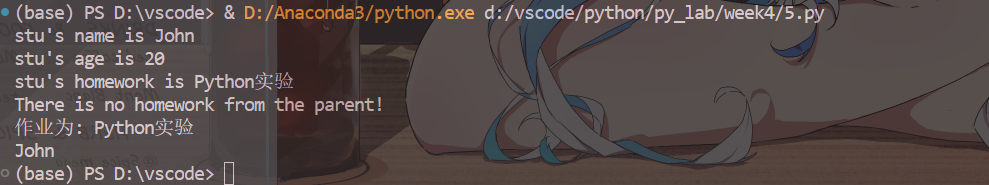 (base) PS D:\vscode> & D:/Anaconda3/python.exe d:/vscode/python/py_lab/week4/5.py
stu's name is John
stu's age is 20
stu's homework is Python实验
There is no homework from the parent!
作业为: Python实验
John
(base) PS D:\vscode>